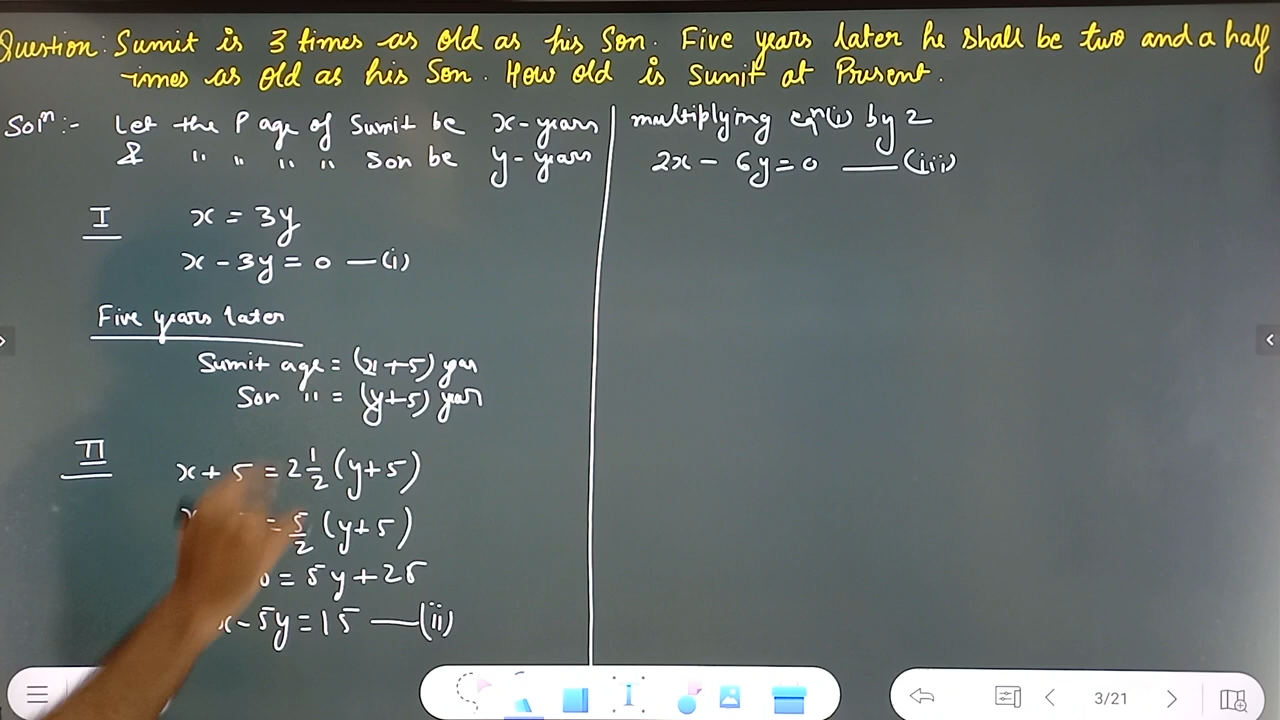 Question: Sumit is 3 times as old as his Son. Five years later he shall be two and a half
times as old as his Son. How old is Sumit at Present.
Solⁿ:- Let the P age of Sumit be x-years
& " " " " Son be y-years
I x = 3y
x - 3y = 0 —(i)
Five years later
Sumit age = (x+5) year
Son " = (y+5) year
II x + 5 = 2 1/2 (y+5)
= 5/2 (y+5)
= 5y + 25
x - 5y = 15 —(ii)
multiplying eqⁿ(i) by 2
2x - 6y = 0 —(iii)
3/21